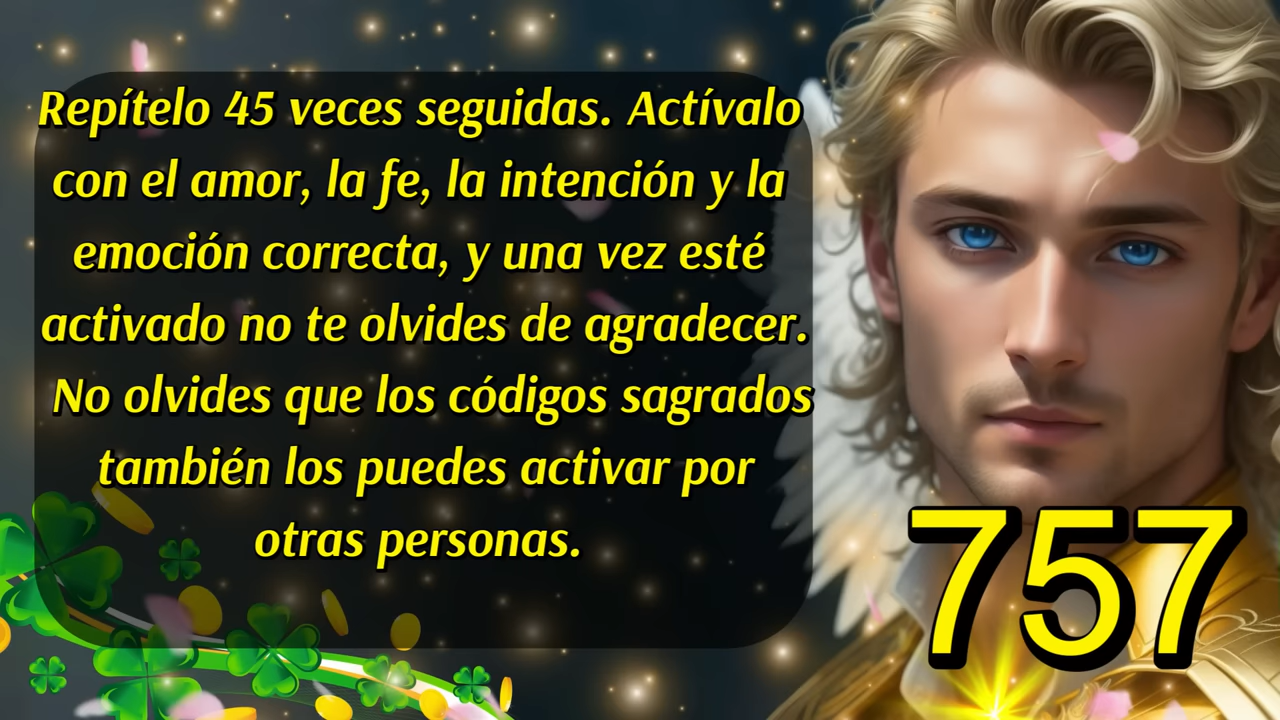 Repítelo 45 veces seguidas. Actívalo
con el amor, la fe, la intención y la
emoción correcta, y una vez esté
activado no te olvides de agradecer.
No olvides que los códigos sagrados
también los puedes activar por
otras personas.
757